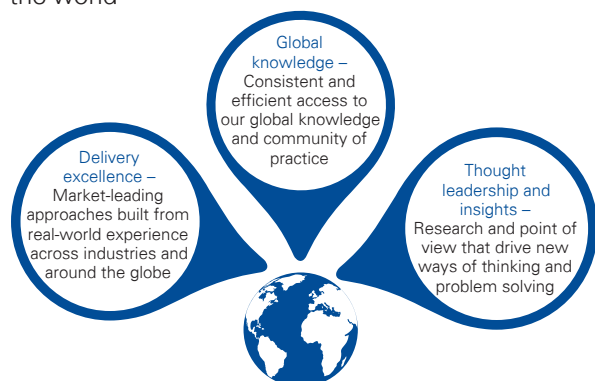 the world
Global
knowledge –
Consistent and
efficient access to
our global knowledge
and community of
practice
Delivery
excellence –
Market-leading
approaches built from
real-world experience
across industries and
around the globe
Thought
leadership and
insights –
Research and point of
view that drive new
ways of thinking and
problem solving